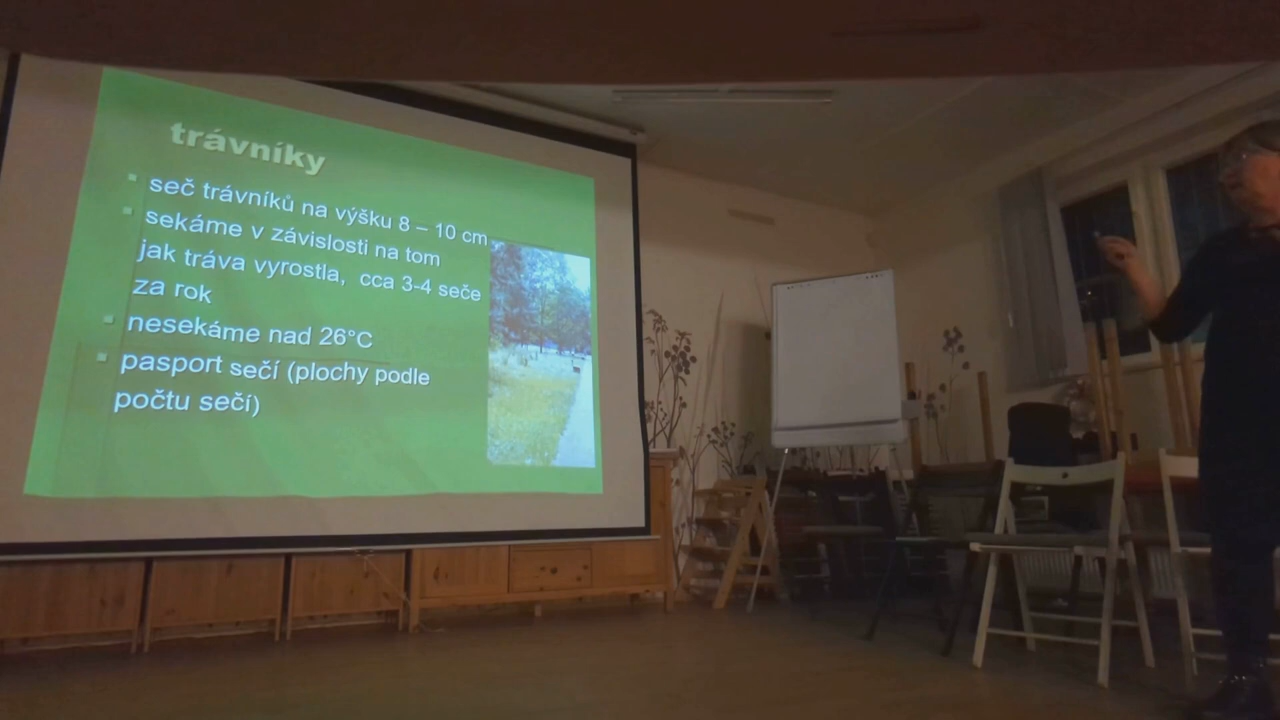 trávníky
seč trávníků na výšku 8 – 10 cm
sekáme v závislosti na tom
jak tráva vyrostla, cca 3-4 seče
za rok
nesekáme nad 26°C
pasport sečí (plochy podle
počtu sečí)